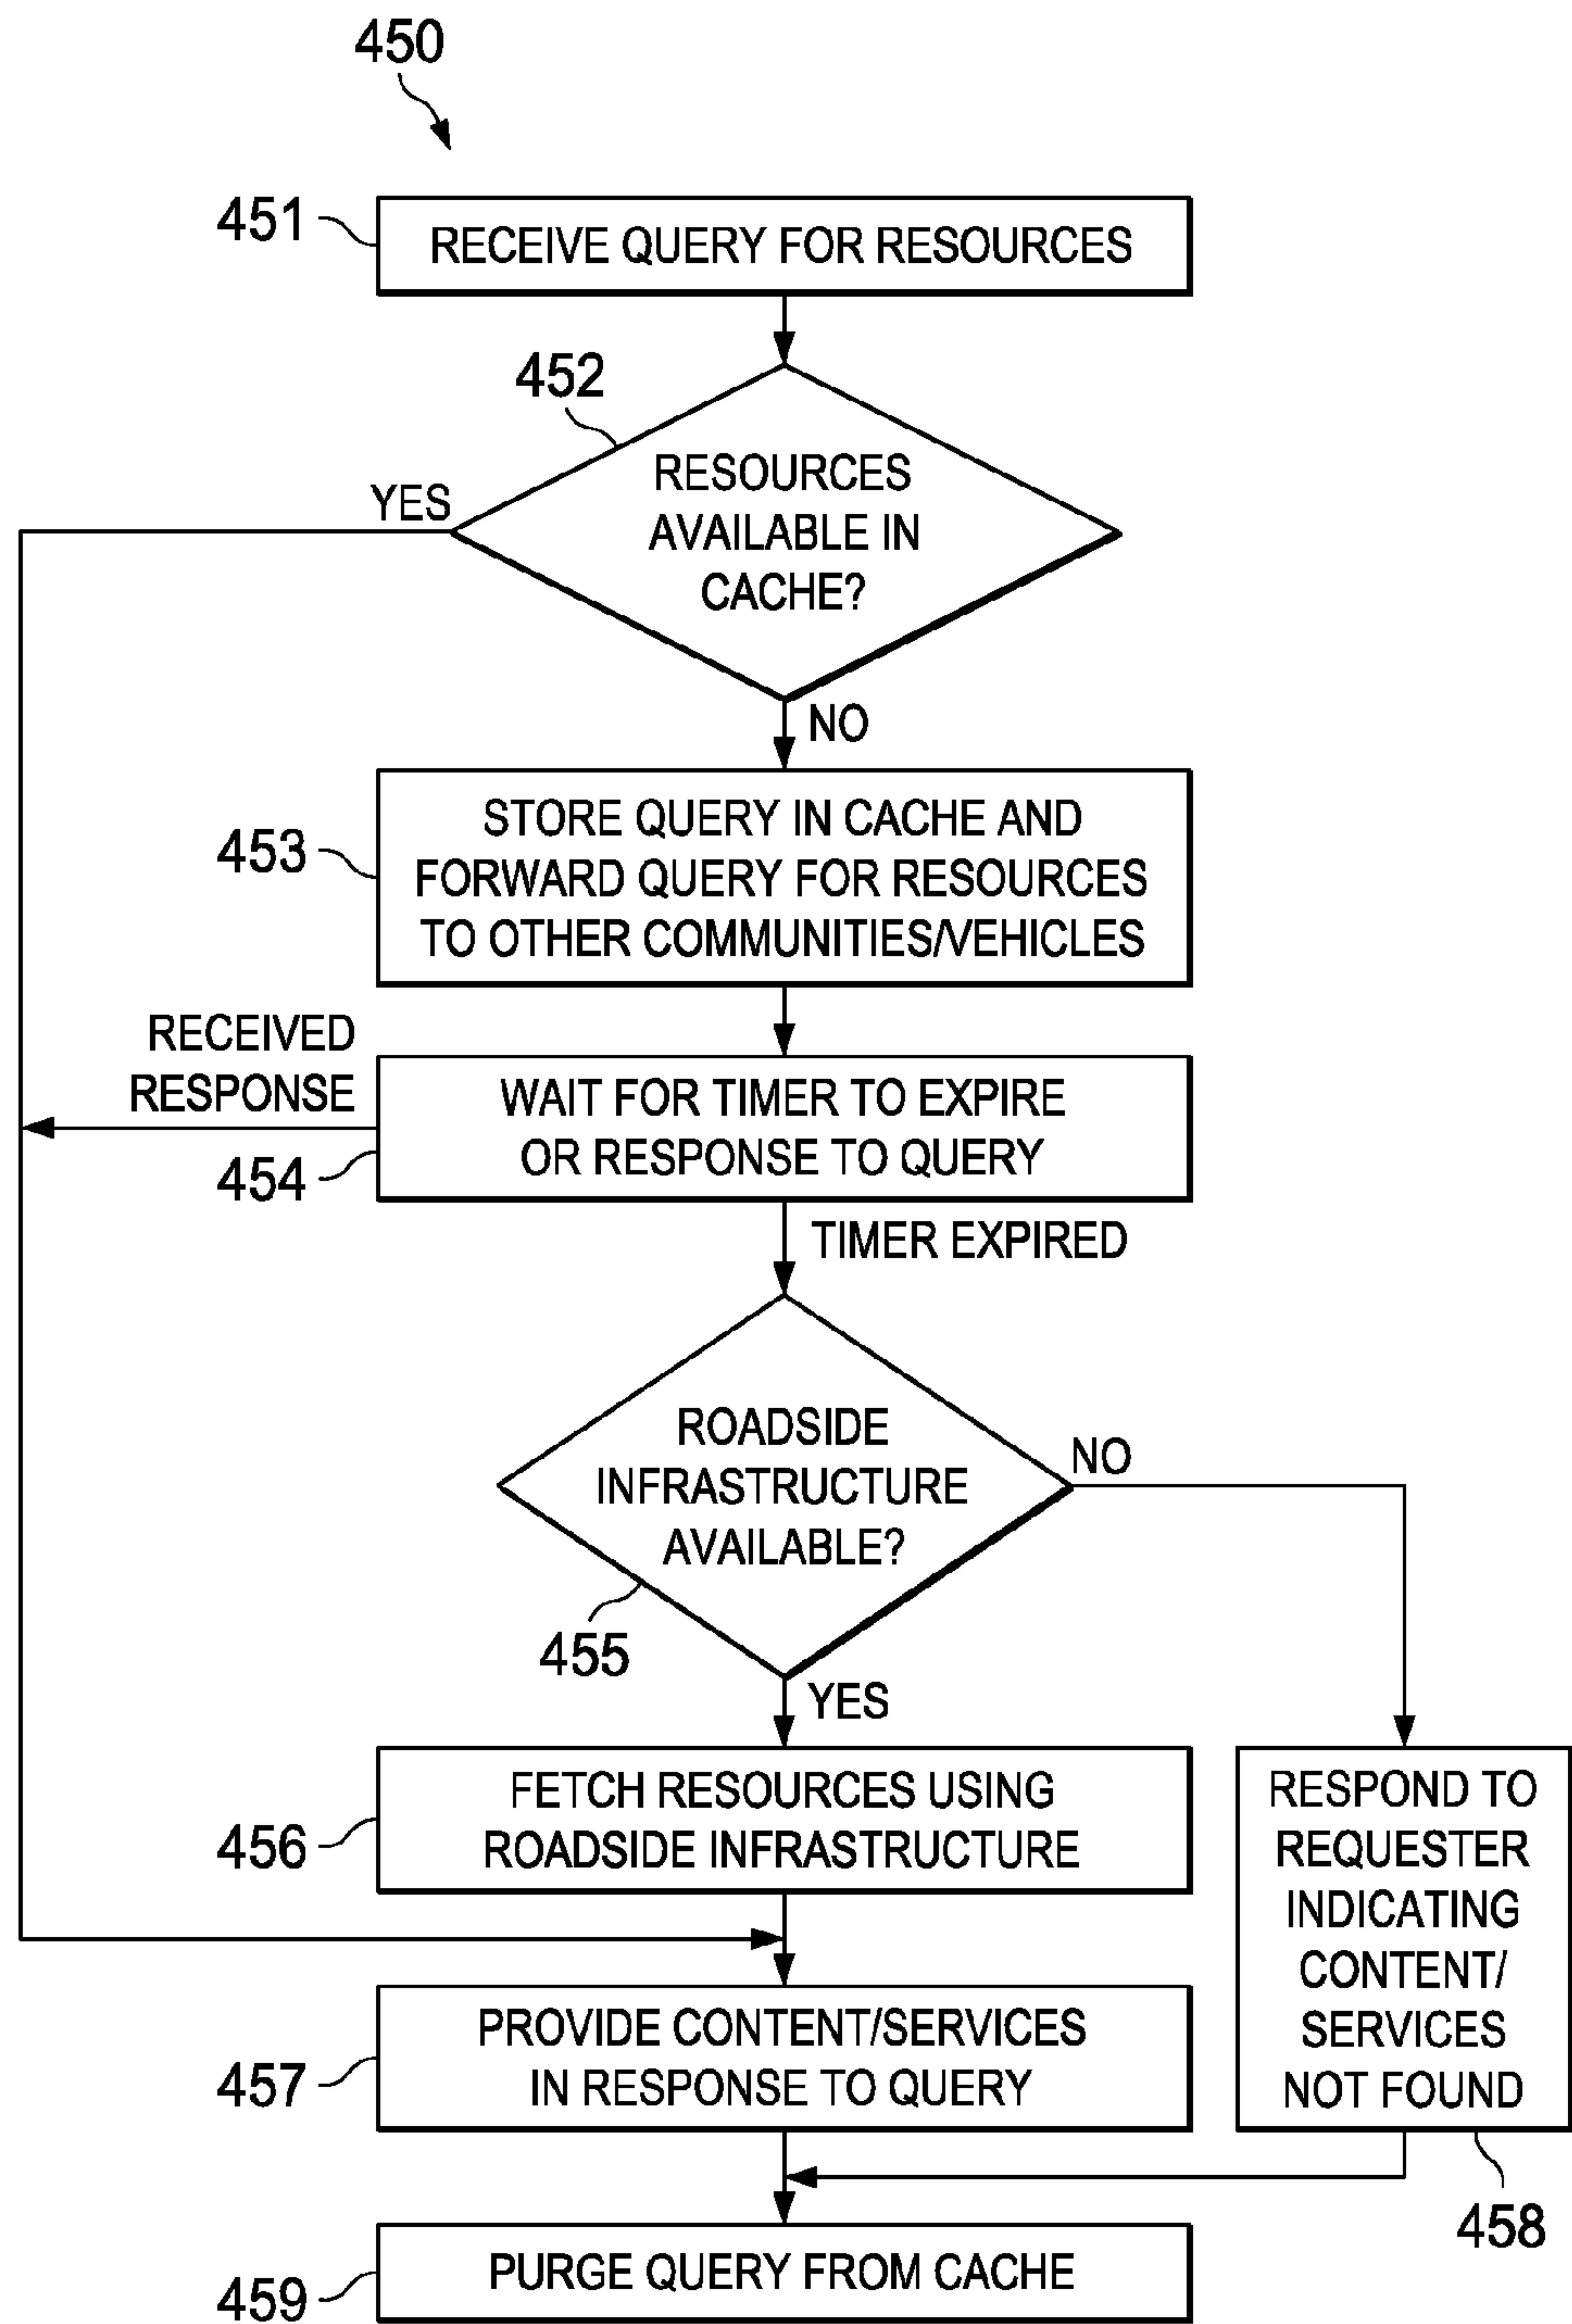 450
451
RECEIVE QUERY FOR RESOURCES
452
RESOURCES
AVAILABLE IN
CACHE?
YES
NO
453
STORE QUERY IN CACHE AND
FORWARD QUERY FOR RESOURCES
TO OTHER COMMUNITIES/VEHICLES
RECEIVED
RESPONSE
454
WAIT FOR TIMER TO EXPIRE
OR RESPONSE TO QUERY
TIMER EXPIRED
ROADSIDE
INFRASTRUCTURE
AVAILABLE?
455
NO
YES
456
FETCH RESOURCES USING
ROADSIDE INFRASTRUCTURE
RESPOND TO
REQUESTER
INDICATING
CONTENT/
SERVICES
NOT FOUND
458
457
PROVIDE CONTENT/SERVICES
IN RESPONSE TO QUERY
459
PURGE QUERY FROM CACHE